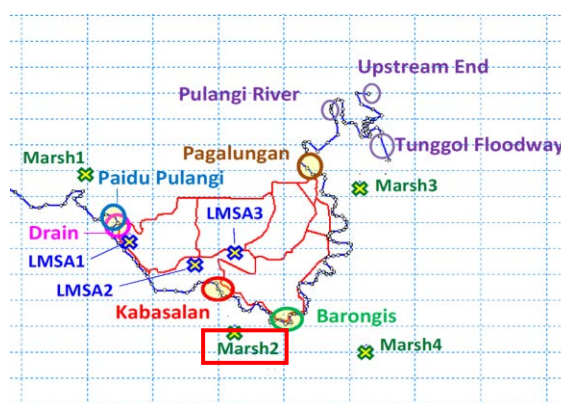 Upstream End
Pulangi River
Tunggol Floodway
Pagalungan
Marsh1
Paidu Pulangi
Marsh3
LMSA3
Drain
LMSA1
LMSA2
Kabasalan
Barongis
Marsh2
Marsh4